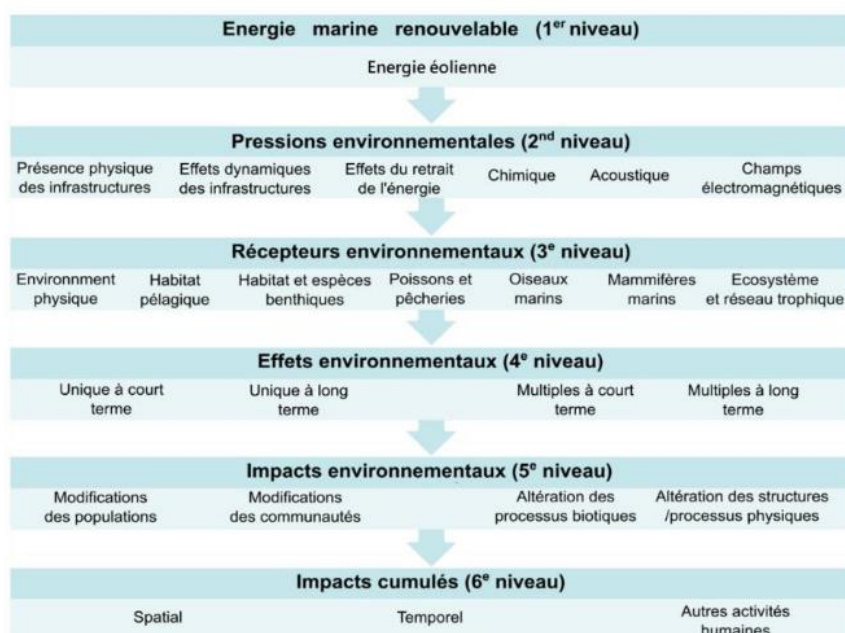 Energie marine renouvelable (1er niveau)
Energie éolienne
Pressions environnementales (2nd niveau)
Présence physique des infrastructures
Effets dynamiques des infrastructures
Effets du retrait de l'énergie
Chimique
Acoustique
Champs électromagnétiques
Récepteurs environnementaux (3e niveau)
Environnment physique
Habitat pélagique
Habitat et espèces benthiques
Poissons et pêcheries
Oiseaux marins
Mammifères marins
Ecosystème et réseau trophique
Effets environnementaux (4e niveau)
Unique à court terme
Unique à long terme
Multiples à court terme
Multiples à long terme
Impacts environnementaux (5e niveau)
Modifications des populations
Modifications des communautés
Altération des processus biotiques
Altération des structures /processus physiques
Impacts cumulés (6e niveau)
Spatial
Temporel
Autres activités humaines